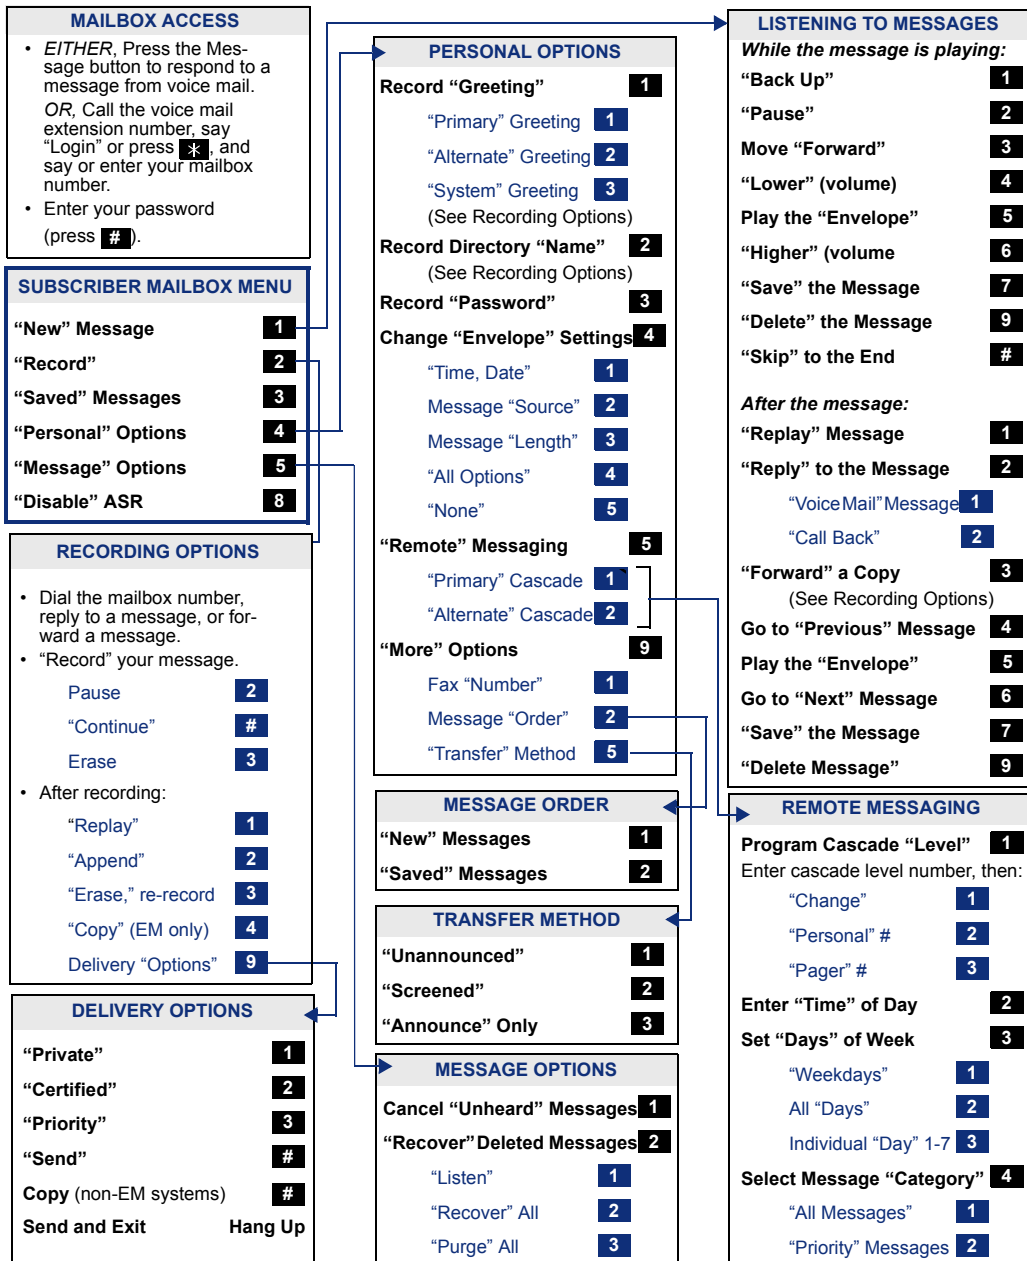 MAILBOX ACCESS
• EITHER, Press the Mes-
sage button to respond to a
message from voice mail.
OR, Call the voice mail
extension number, say
“Login” or press * , and
say or enter your mailbox
number.
• Enter your password
(press # ).
SUBSCRIBER MAILBOX MENU
“New” Message 1
“Record” 2
“Saved” Messages 3
“Personal” Options 4
“Message” Options 5
“Disable” ASR 8
RECORDING OPTIONS
• Dial the mailbox number,
reply to a message, or for-
ward a message.
• “Record” your message.
Pause 2
“Continue” #
Erase 3
• After recording:
“Replay” 1
“Append” 2
“Erase,” re-record 3
“Copy” (EM only) 4
Delivery “Options” 9
DELIVERY OPTIONS
“Private” 1
“Certified” 2
“Priority” 3
“Send” #
Copy (non-EM systems) #
Send and Exit Hang Up
PERSONAL OPTIONS
Record “Greeting” 1
“Primary” Greeting 1
“Alternate” Greeting 2
“System” Greeting 3
(See Recording Options)
Record Directory “Name” 2
(See Recording Options)
Record “Password” 3
Change “Envelope” Settings 4
“Time, Date” 1
Message “Source” 2
Message “Length” 3
“All Options” 4
“None” 5
“Remote” Messaging 5
“Primary” Cascade 1
“Alternate” Cascade 2
“More” Options 9
Fax “Number” 1
Message “Order” 2
“Transfer” Method 5
MESSAGE ORDER
“New” Messages 1
“Saved” Messages 2
TRANSFER METHOD
“Unannounced” 1
“Screened” 2
“Announce” Only 3
MESSAGE OPTIONS
Cancel “Unheard” Messages 1
“Recover” Deleted Messages 2
“Listen” 1
“Recover” All 2
“Purge” All 3
LISTENING TO MESSAGES
While the message is playing:
“Back Up” 1
“Pause” 2
Move “Forward” 3
“Lower” (volume) 4
Play the “Envelope” 5
“Higher” (volume 6
“Save” the Message 7
“Delete” the Message 9
“Skip” to the End #
After the message:
“Replay” Message 1
“Reply” to the Message 2
“Voice Mail” Message 1
“Call Back” 2
“Forward” a Copy 3
(See Recording Options)
Go to “Previous” Message 4
Play the “Envelope” 5
Go to “Next” Message 6
“Save” the Message 7
“Delete Message” 9
REMOTE MESSAGING
Program Cascade “Level” 1
Enter cascade level number, then:
“Change” 1
“Personal” # 2
“Pager” # 3
Enter “Time” of Day 2
Set “Days” of Week 3
“Weekdays” 1
All “Days” 2
Individual “Day” 1-7 3
Select Message “Category” 4
“All Messages” 1
“Priority” Messages 2